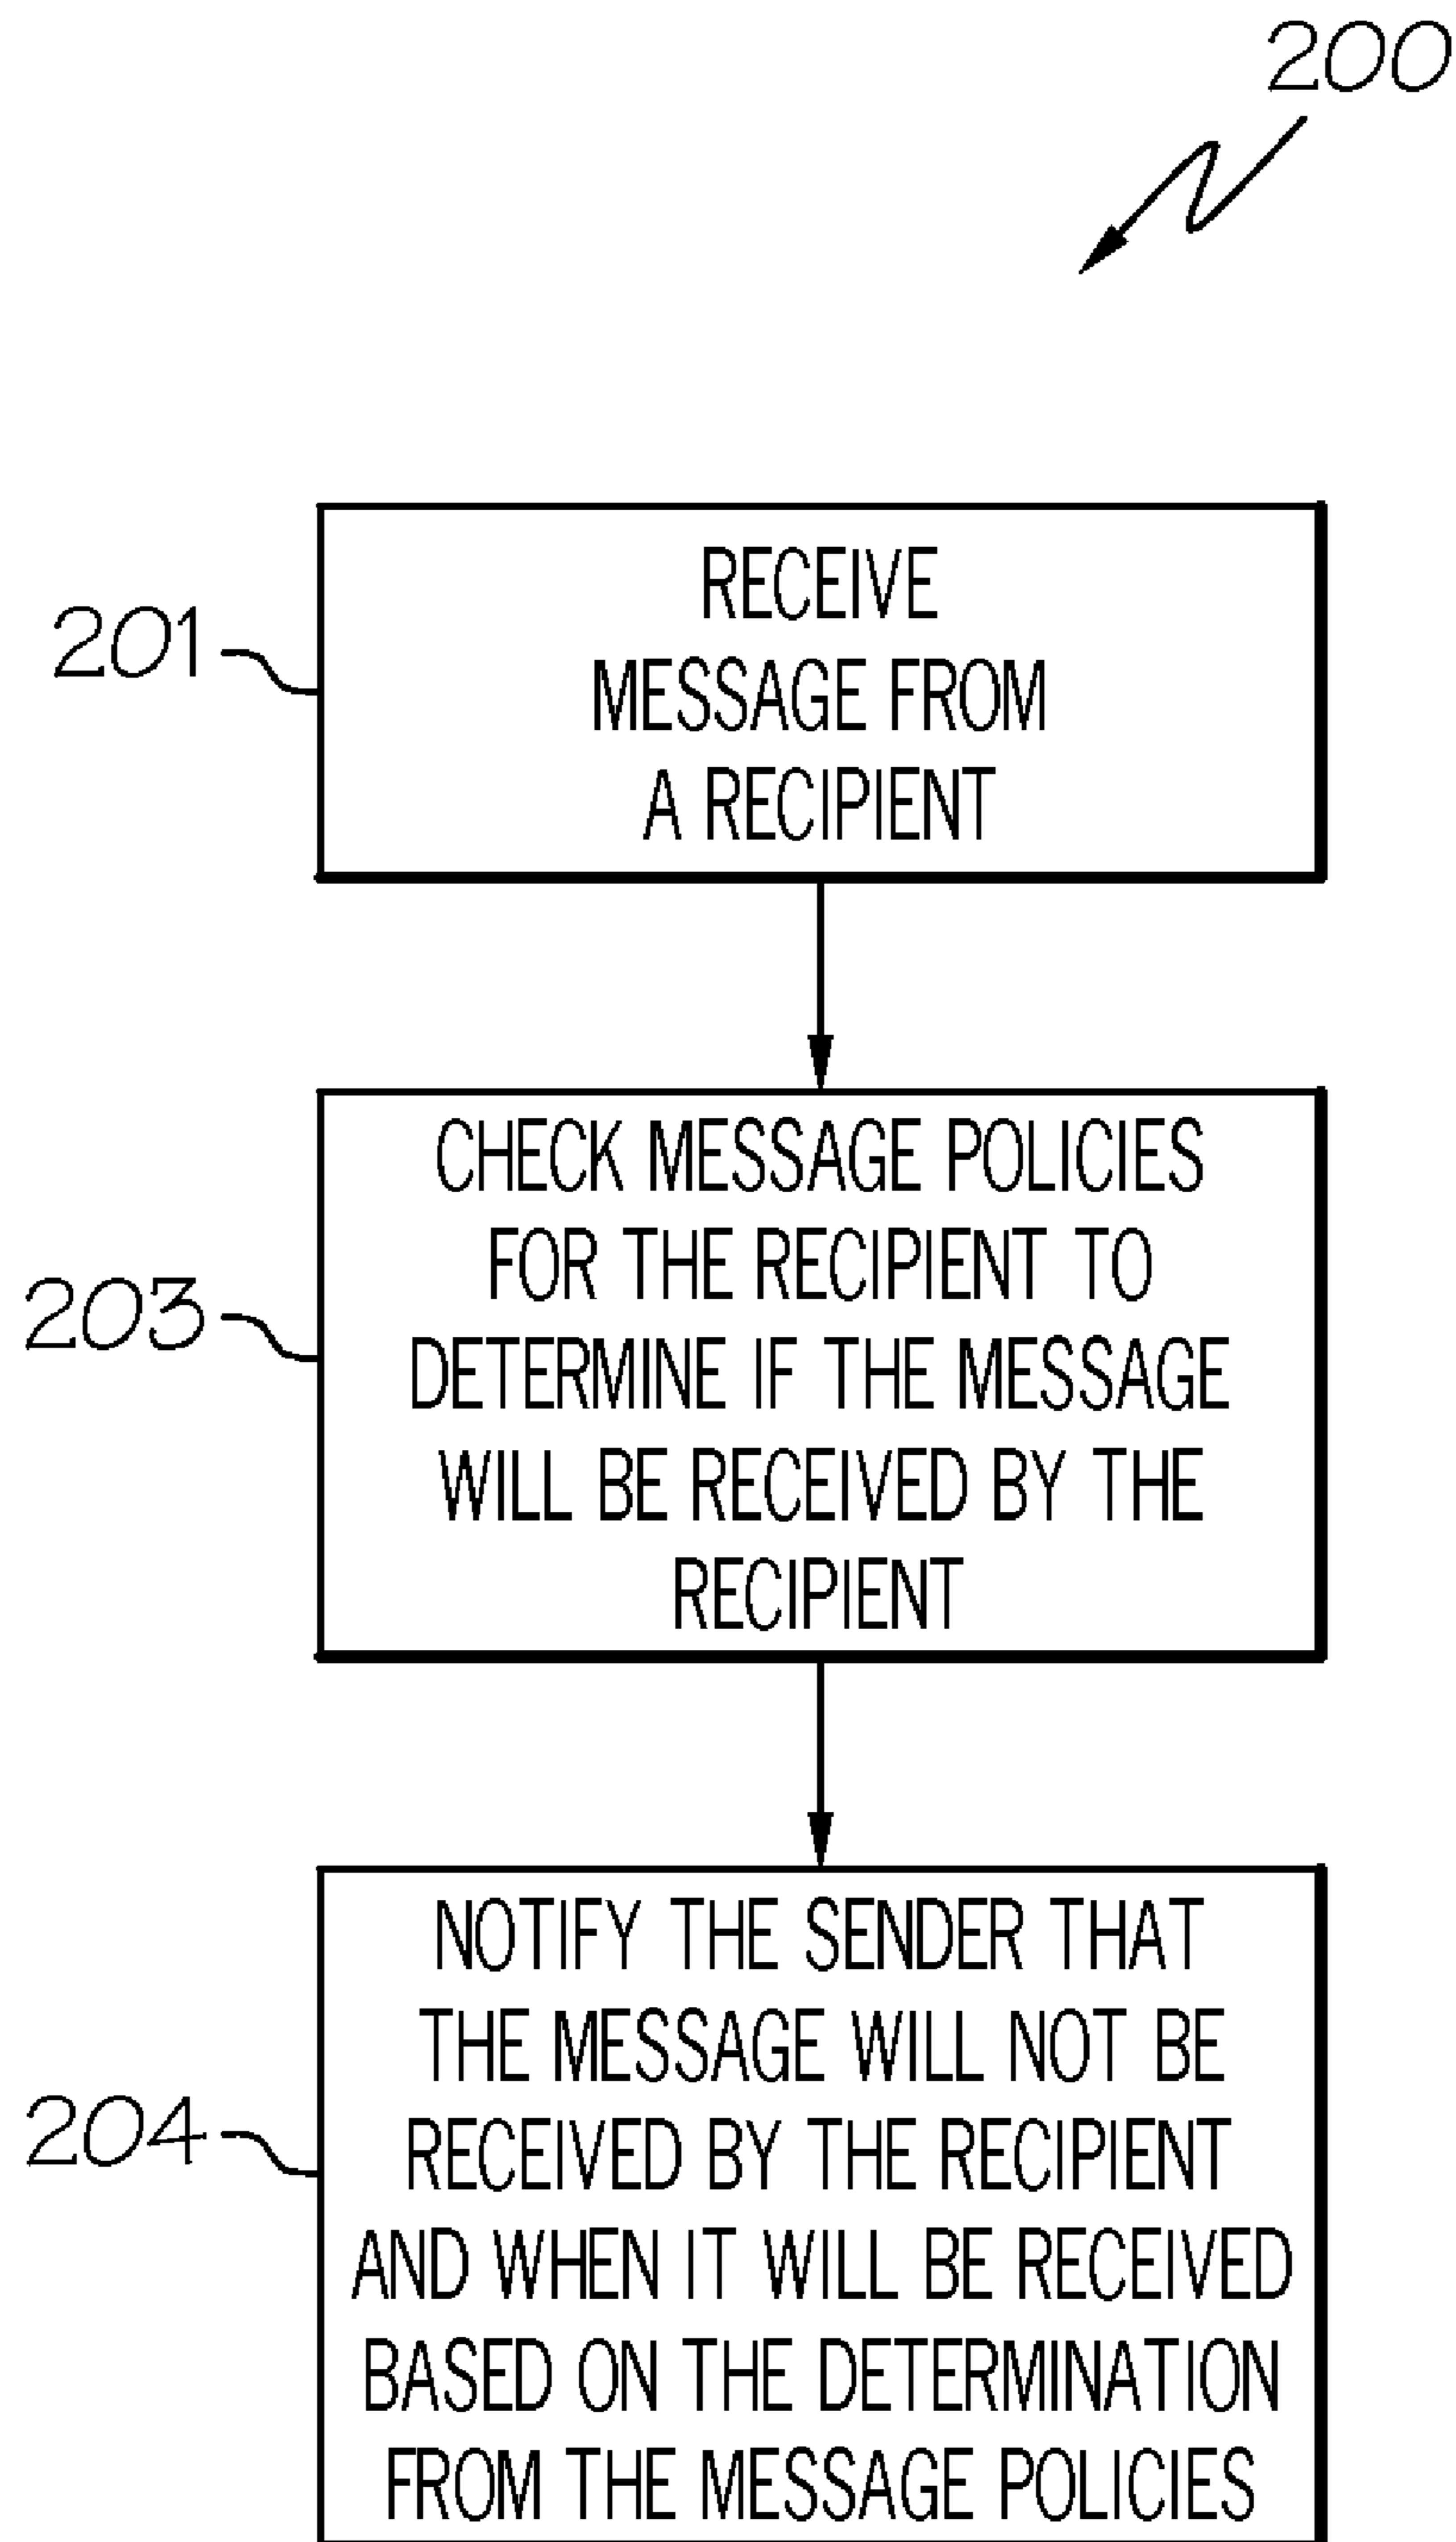 200
201
RECEIVE
MESSAGE FROM
A RECIPIENT
203
CHECK MESSAGE POLICIES
FOR THE RECIPIENT TO
DETERMINE IF THE MESSAGE
WILL BE RECEIVED BY THE
RECIPIENT
204
NOTIFY THE SENDER THAT
THE MESSAGE WILL NOT BE
RECEIVED BY THE RECIPIENT
AND WHEN IT WILL BE RECEIVED
BASED ON THE DETERMINATION
FROM THE MESSAGE POLICIES